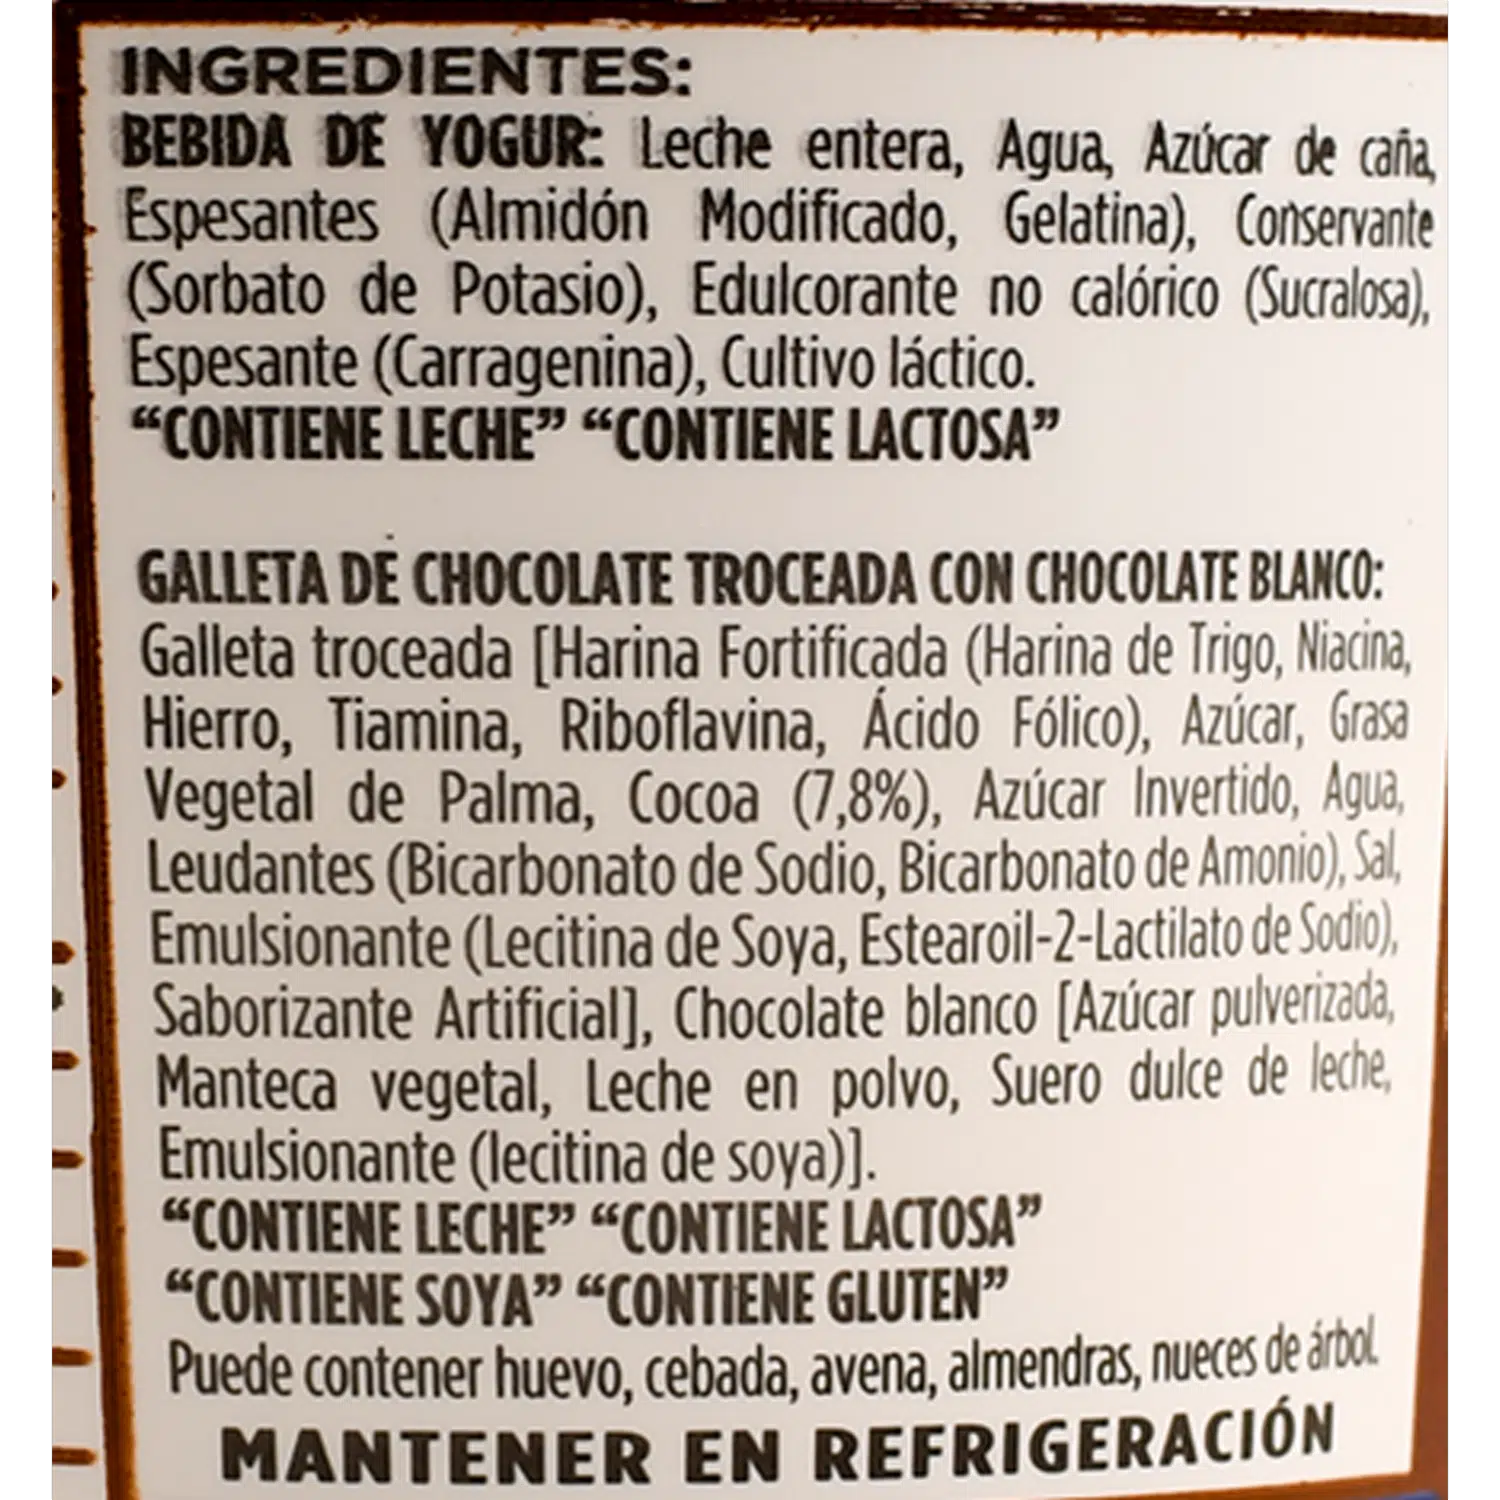 INGREDIENTES:
BEBIDA DE YOGUR: Leche entera, Agua, Azúcar de caña,
Espesantes (Almidón Modificado, Gelatina), Conservante
(Sorbato de Potasio), Edulcorante no calórico (Sucralosa),
Espesante (Carragenina), Cultivo láctico.
“CONTIENE LECHE” “CONTIENE LACTOSA”
GALLETA DE CHOCOLATE TROCEADA CON CHOCOLATE BLANCO:
Galleta troceada [Harina Fortificada (Harina de Trigo, Niacina,
Hierro, Tiamina, Riboflavina, Ácido Fólico), Azúcar, Grasa
Vegetal de Palma, Cocoa (7,8%), Azúcar Invertido, Agua,
Leudantes (Bicarbonato de Sodio, Bicarbonato de Amonio), Sal,
Emulsionante (Lecitina de Soya, Estearoil-2-Lactilato de Sodio),
Saborizante Artificial], Chocolate blanco [Azúcar pulverizada,
Manteca vegetal, Leche en polvo, Suero dulce de leche,
Emulsionante (lecitina de soya)].
“CONTIENE LECHE” “CONTIENE LACTOSA”
“CONTIENE SOYA” “CONTIENE GLUTEN”
Puede contener huevo, cebada, avena, almendras, nueces de árbol.
MANTENER EN REFRIGERACIÓN